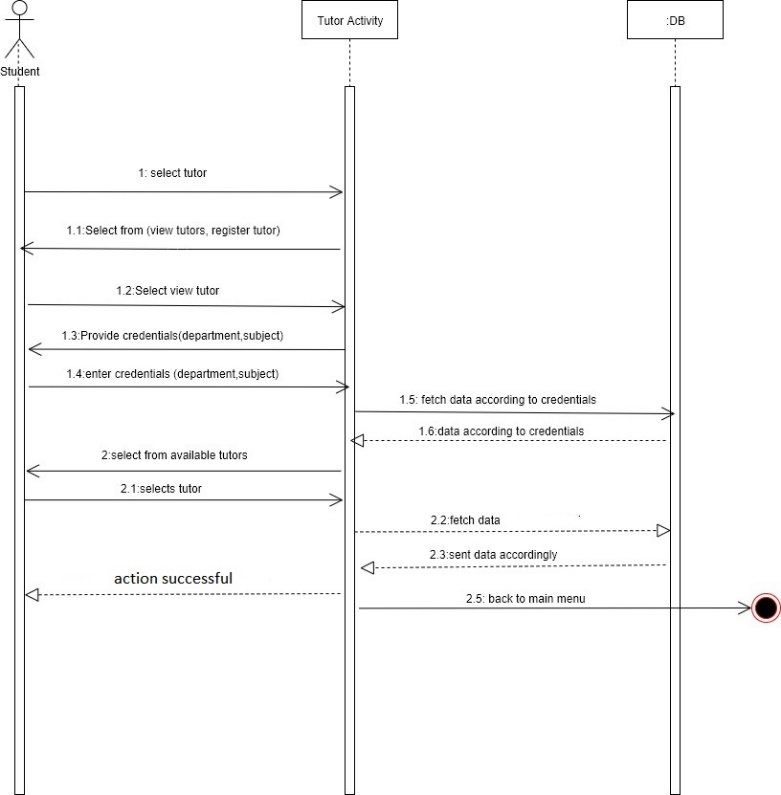 Tutor Activity
:DB
Student
1: select tutor
1.1:Select from (view tutors, register tutor)
1.2:Select view tutor
1.3:Provide credentials(department,subject)
1.4:enter credentials (department,subject)
1.5: fetch data according to credentials
1.6:data according to credentials
2:select from available tutors
2.1:selects tutor
2.2:fetch data
2.3:sent data accordingly
action successful
2.5: back to main menu